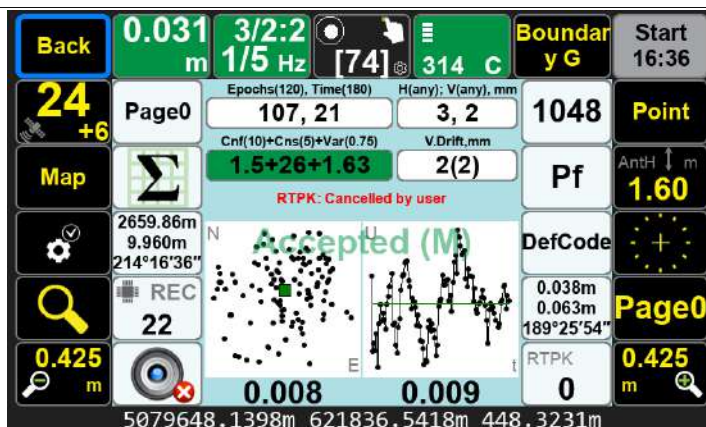 Back
0.031
m
3/2:2
1/5 Hz
[74]
314 C
Boundar
y G
Start
16:36
24
+6
Page0
Epochs(120), Time(180)
107, 21
H(any); V(any), mm
3, 2
1048
Point
Map
Σ
Cnf(10)+Cns(5)+Var(0.75)
1.5+26+1.63
V.Drift,mm
2(2)
Pf
AntH m
1.60
RTPK: Cancelled by user
2659.86m
9.960m
214°16'36"
N
Accepted (M)
U
DefCode
REC
22
0.038m
0.063m
189°25'54"
Page0
E
t
0.425
m
0.008
0.009
RTPK
0
0.425
m
5079648.1398m 621836.5418m 448.3231m